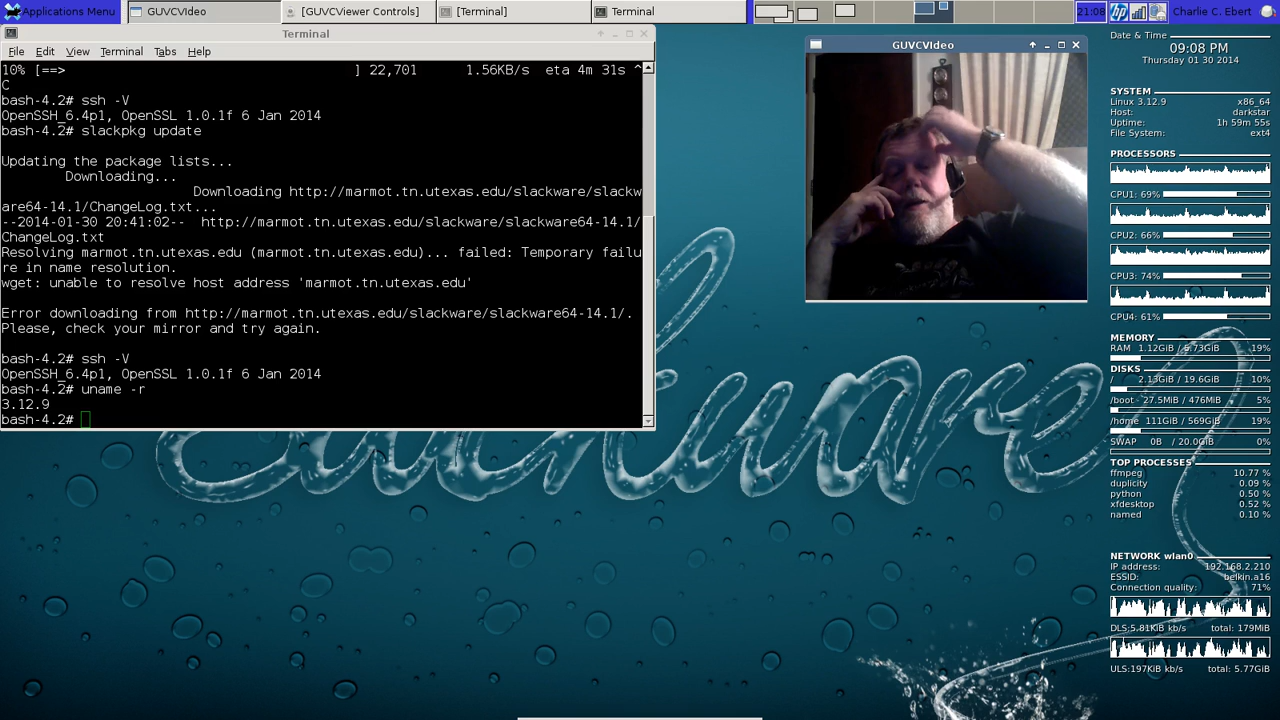 Applications Menu
GUVCVIdeo
[GUVCViewer Controls]
[Terminal]
Terminal
21:08
Charlie C. Ebert
Terminal
File Edit View Terminal Tabs Help
10% [==> ] 22,701 1.56KB/s eta 4m 31s ^
C
bash-4.2# ssh -V
OpenSSH_6.4p1, OpenSSL 1.0.1f 6 Jan 2014
bash-4.2# slackpkg update
Updating the package lists...
Downloading...
Downloading http://marmot.tn.utexas.edu/slackware/slackw
are64-14.1/ChangeLog.txt...
--2014-01-30 20:41:02-- http://marmot.tn.utexas.edu/slackware/slackware64-14.1/
ChangeLog.txt
Resolving marmot.tn.utexas.edu (marmot.tn.utexas.edu)... failed: Temporary failu
re in name resolution.
wget: unable to resolve host address 'marmot.tn.utexas.edu'
Error downloading from http://marmot.tn.utexas.edu/slackware/slackware64-14.1/.
Please, check your mirror and try again.
bash-4.2# ssh -V
OpenSSH_6.4p1, OpenSSL 1.0.1f 6 Jan 2014
bash-4.2# uname -r
3.12.9
bash-4.2#
GUVCVIdeo
Date & Time
09:08 PM
Thursday 01 30 2014
SYSTEM
Linux 3.12.9 x86_64
Host: darkstar
Uptime: 1h 59m 55s
File System: ext4
PROCESSORS
CPU1: 69%
CPU2: 66%
CPU3: 74%
CPU4: 61%
MEMORY
RAM 1.12GiB / 5.73GiB 19%
DISKS
/ 2.13GiB / 19.6GiB 10%
/boot 27.5MiB / 476MiB 5%
/home 111GiB / 569GiB 19%
SWAP 0B / 20.0GiB 0%
TOP PROCESSES
ffmpeg 10.77 %
duplicity 0.09 %
python 0.50 %
xfdesktop 0.52 %
named 0.10 %
NETWORK wlan0
IP address: 192.168.2.210
ESSID: belkin.a16
Connection quality: 71%
DLS:5.81KiB kb/s total: 179MiB
ULS:197KiB kb/s total: 5.77GiB